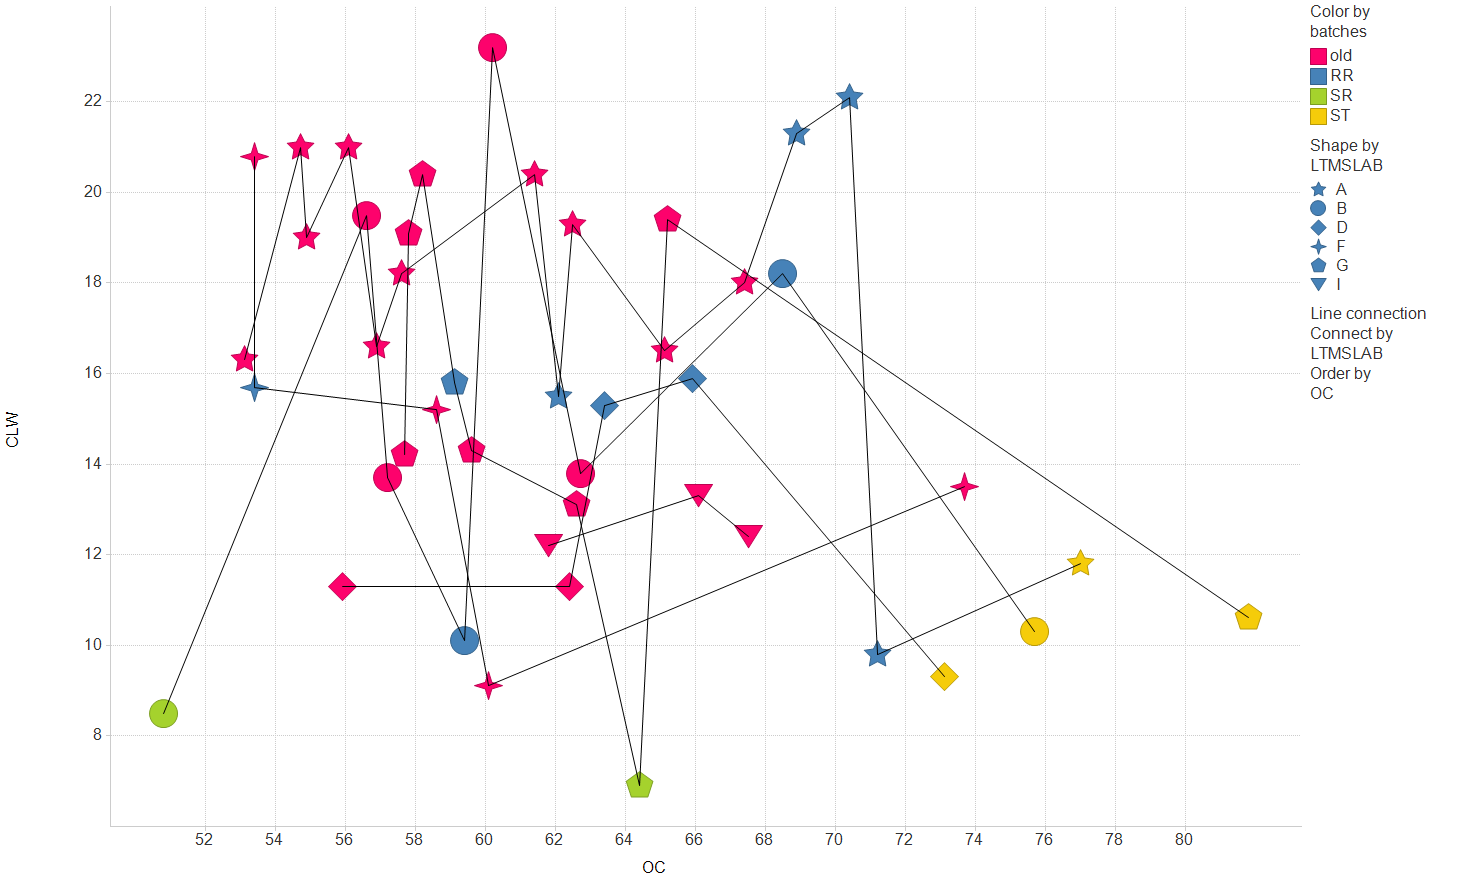 Color by
batches
old
RR
SR
ST
Shape by
LTMSLAB
A
B
D
F
G
I
Line connection
Connect by
LTMSLAB
Order by
OC
CLW
22
20
18
16
14
12
10
8
52 54 56 58 60 62 64 66 68 70 72 74 76 78 80
OC